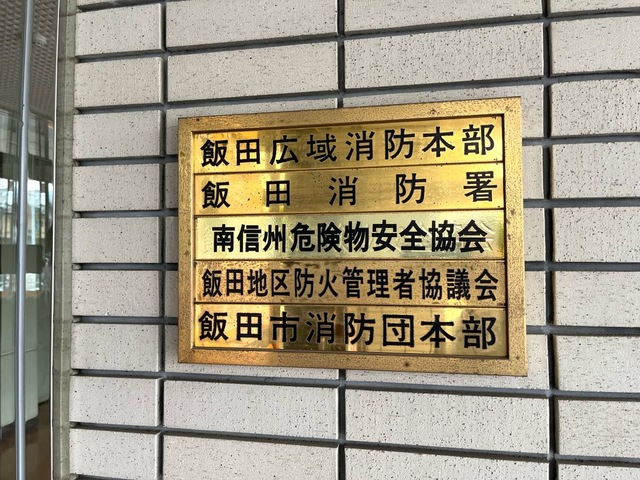 飯田広域消防本部
飯田消防署
南信州危険物安全協会
飯田地区防火管理者協議会
飯田市消防団本部